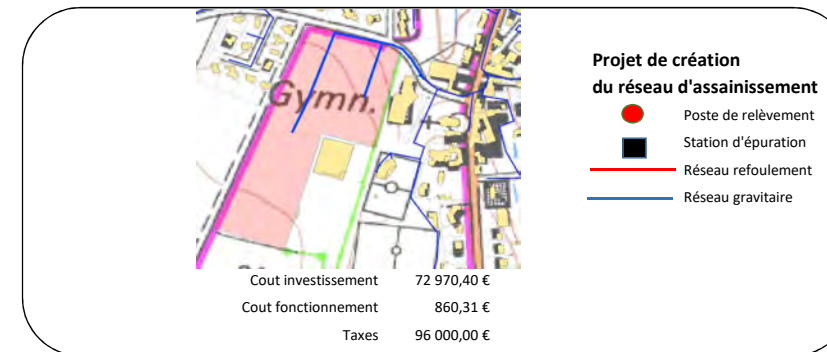 Gymn.
Projet de création
du réseau d'assainissement
Poste de relèvement
Station d'épuration
Réseau refoulement
Réseau gravitaire
Cout investissement 72 970,40 €
Cout fonctionnement 860,31 €
Taxes 96 000,00 €